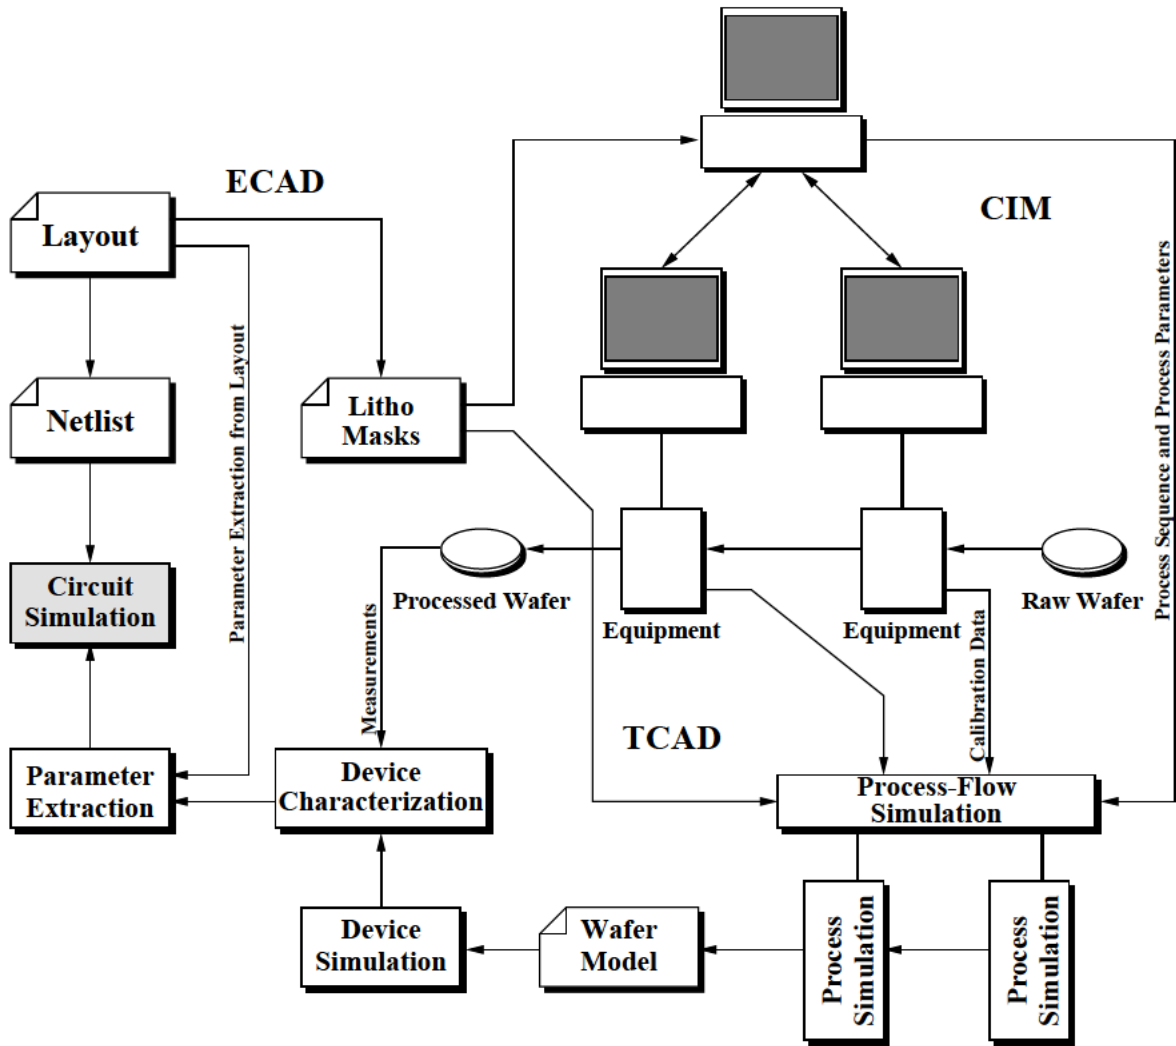 ECAD
CIM
Layout
Netlist
Litho
Masks
Parameter Extraction from Layout
Process Sequence and Process Parameters
Circuit
Simulation
Processed Wafer
Equipment
Equipment
Raw Wafer
Measurements
Calibration Data
TCAD
Parameter
Extraction
Device
Characterization
Process-Flow
Simulation
Device
Simulation
Wafer
Model
Process
Simulation
Process
Simulation